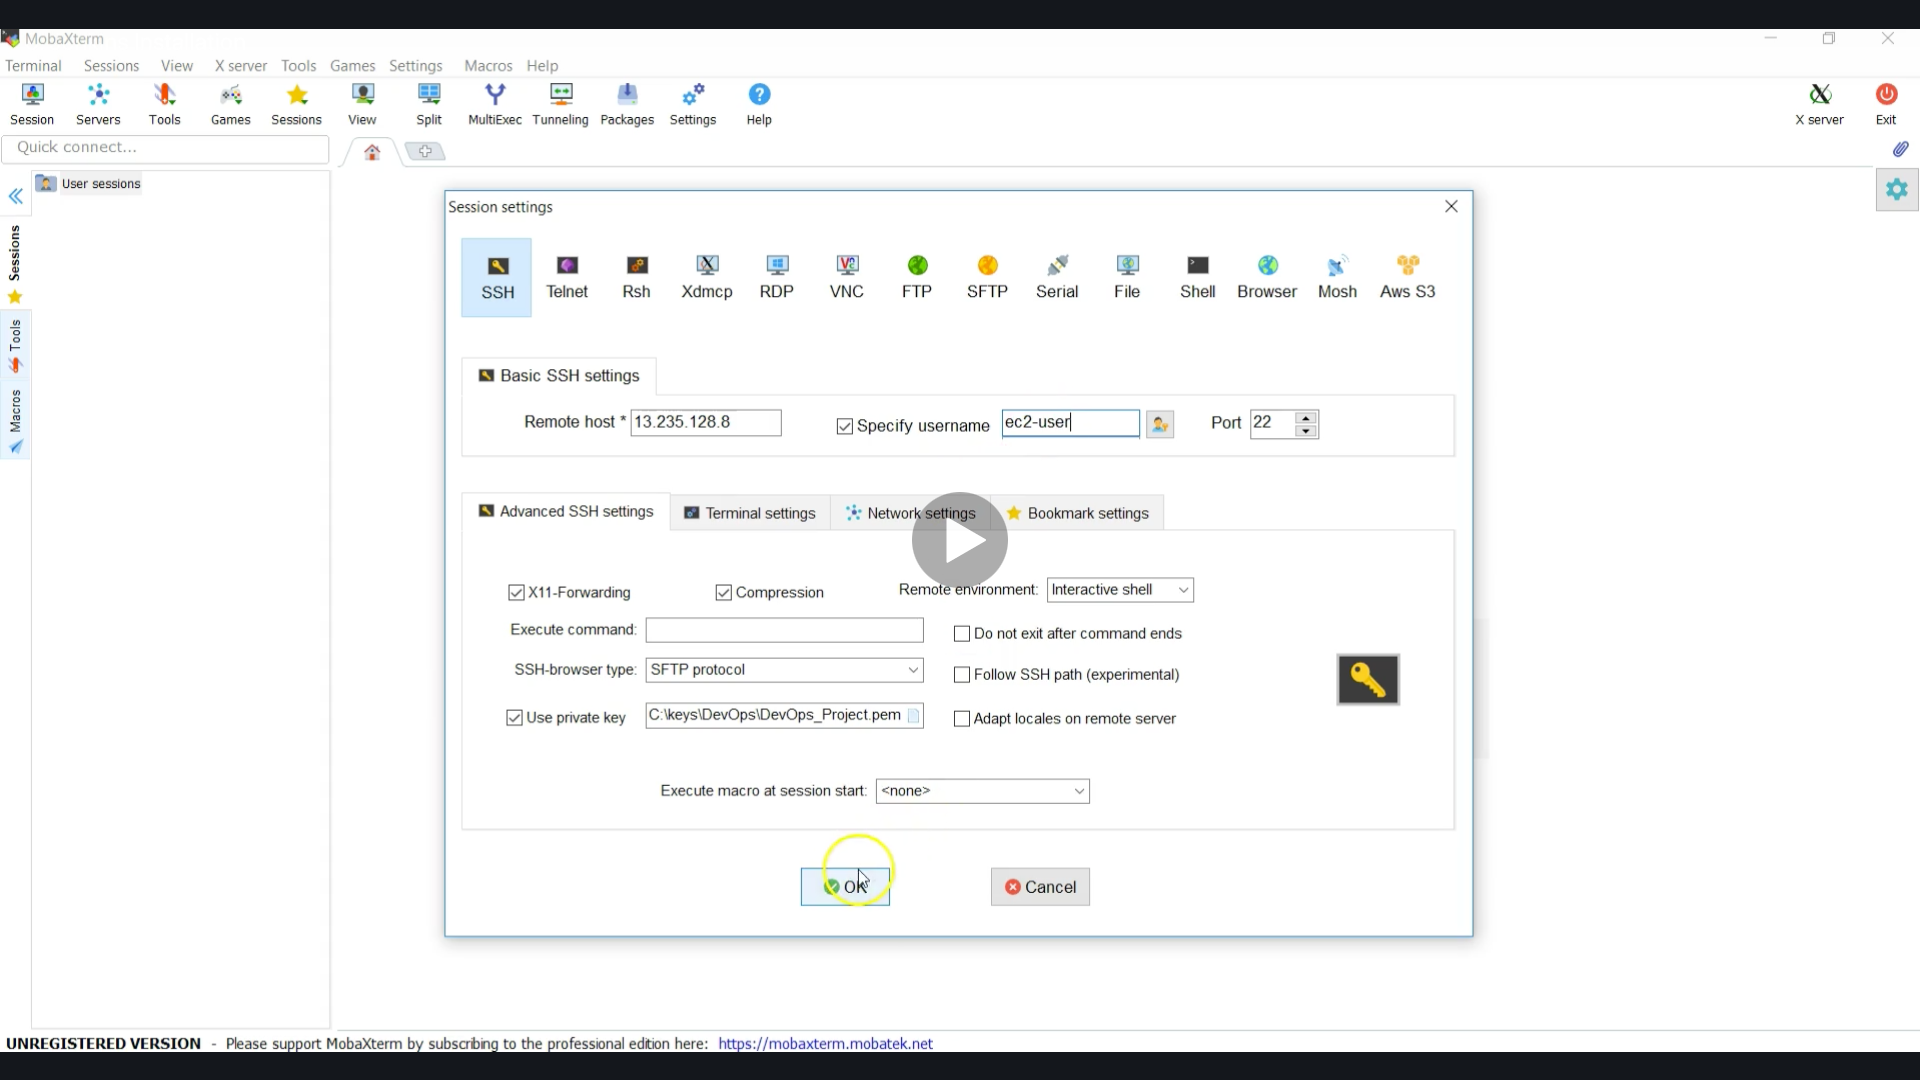 MobaXterm
Terminal Sessions View X server Tools Games Settings Macros Help
Session Servers Tools Games Sessions View Split MultiExec Tunneling Packages Settings Help X server Exit
Quick connect...
User sessions
Sessions
Tools
Macros
Session settings
SSH Telnet Rsh Xdmcp RDP VNC FTP SFTP Serial File Shell Browser Mosh Aws S3
Basic SSH settings
Remote host * 13.235.128.8 Specify username ec2-user Port 22
Advanced SSH settings Terminal settings Network settings Bookmark settings
X11-Forwarding Compression Remote environment: Interactive shell
Execute command: Do not exit after command ends
SSH-browser type: SFTP protocol Follow SSH path (experimental)
Use private key C:\keys\DevOps\DevOps_Project.pem Adapt locales on remote server
Execute macro at session start: <none>
OK Cancel
UNREGISTERED VERSION - Please support MobaXterm by subscribing to the professional edition here: https://mobaxterm.mobatek.net